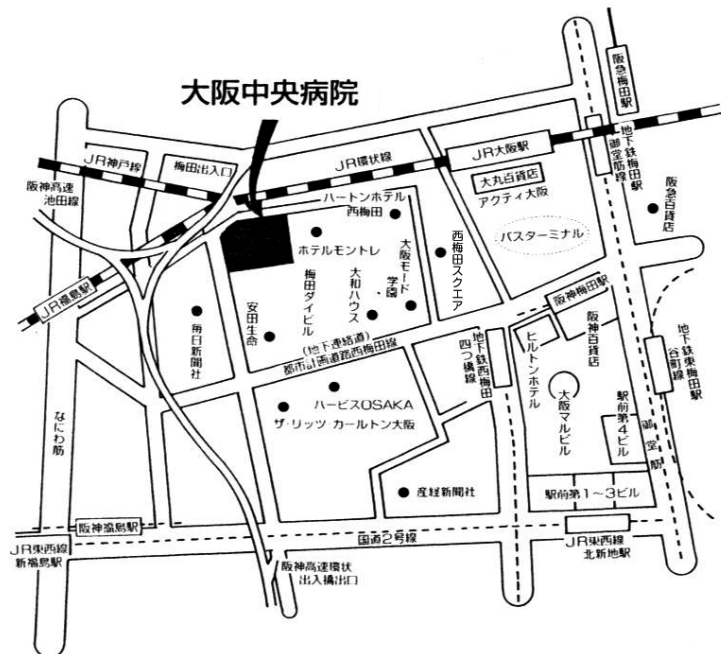 大阪中央病院
阪急梅田駅
地下鉄梅田駅
御堂筋線
JR神戸線
梅田出入口
JR環状線
JR大阪駅
阪神高速
池田線
大丸百貨店
アクティ大阪
阪急百貨店
ハートンホテル
西梅田
バスターミナル
ホテルモントレ
西梅田スクエア
大阪モード
学園
大和ハウス
梅田ダイビル
安田生命
毎日新聞社
JR福島駅
阪神梅田駅
(地下連絡道)
都市計画道路西梅田線
地下鉄西梅田
四つ橋線
ヒルトンホテル
阪神百貨店
地下鉄東梅田駅
谷町線
大阪マルビル
駅前第4ビル
御堂筋
なにわ筋
ハービスOSAKA
ザ・リッツ カールトン大阪
産経新聞社
駅前第1〜3ビル
阪神福島駅
国道2号線
JR東西線
新福島駅
JR東西線
北新地駅
阪神高速環状
出入橋出口